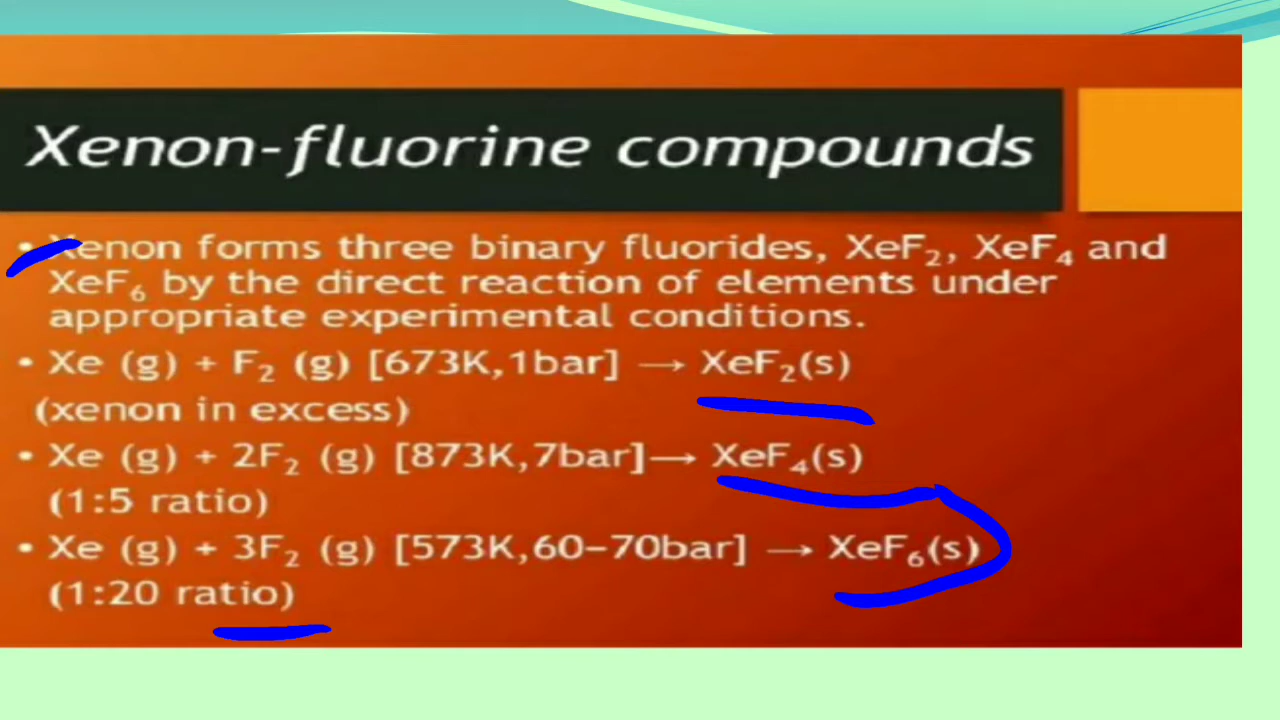 Xenon-fluorine compounds
• Xenon forms three binary fluorides, XeF₂, XeF₄ and
XeF₆ by the direct reaction of elements under
appropriate experimental conditions.
• Xe (g) + F₂ (g) [673K,1bar] → XeF₂(s)
(xenon in excess)
• Xe (g) + 2F₂ (g) [873K,7bar]→ XeF₄(s)
(1:5 ratio)
• Xe (g) + 3F₂ (g) [573K,60–70bar] → XeF₆(s)
(1:20 ratio)